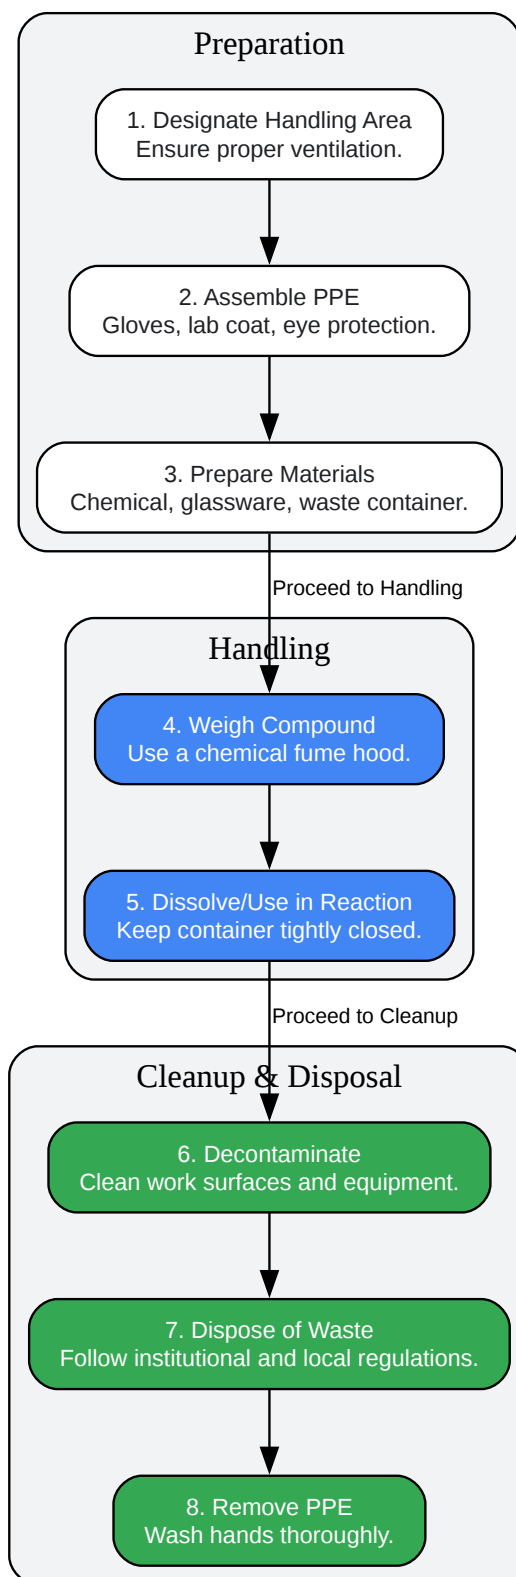 Preparation
1. Designate Handling Area
Ensure proper ventilation.
2. Assemble PPE
Gloves, lab coat, eye protection.
3. Prepare Materials
Chemical, glassware, waste container.
Proceed to Handling
Handling
4. Weigh Compound
Use a chemical fume hood.
5. Dissolve/Use in Reaction
Keep container tightly closed.
Proceed to Cleanup
Cleanup & Disposal
6. Decontaminate
Clean work surfaces and equipment.
7. Dispose of Waste
Follow institutional and local regulations.
8. Remove PPE
Wash hands thoroughly.